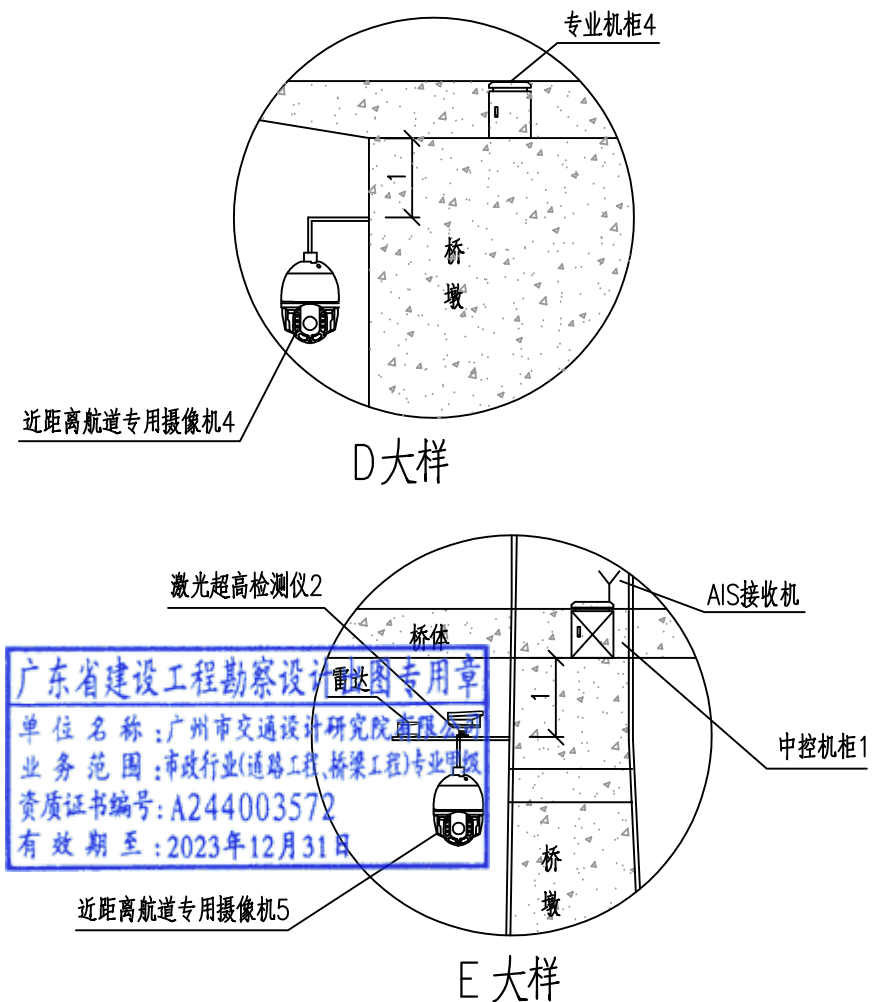 专业机柜4
1
桥
墩
近距离航道专用摄像机4
D大样
激光超高检测仪2
AIS接收机
桥体
广东省建设工程勘察设计出图专用章
雷达
1
单位名称:广州市交通设计研究院有限公司
业务范围:市政行业(道路工程、桥梁工程)专业甲级
中控机柜1
资质证书编号:A244003572
有效期至:2023年12月31日
桥
墩
近距离航道专用摄像机5
E大样